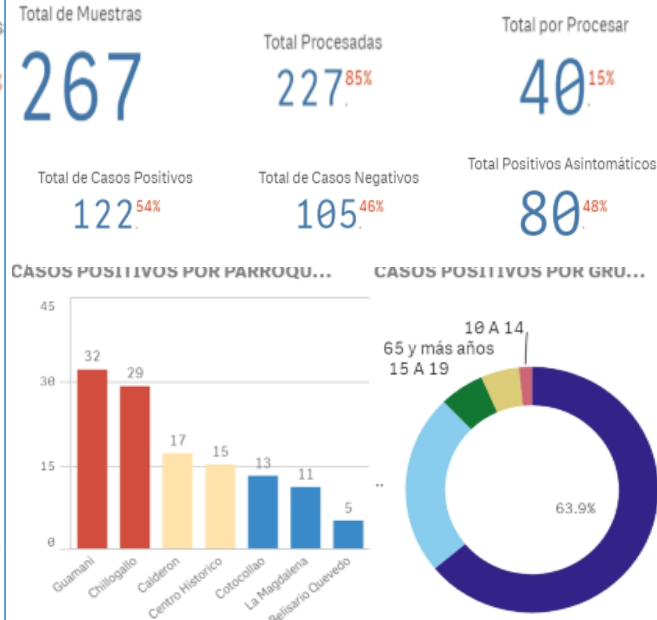 Total de Muestras
267
Total Procesadas
227 85%
Total por Procesar
40 15%
Total de Casos Positivos
122 54%
Total de Casos Negativos
105 46%
Total Positivos Asintomáticos
80 48%
CASOS POSITIVOS POR PARROQU...
45
30
15
0
32
29
17
15
13
11
5
Guamani
Chillogallo
Calderon
Centro Historico
Cotocollao
La Magdalena
Belisario Quevedo
CASOS POSITIVOS POR GRU...
10 A 14
65 y más años
15 A 19
..
63.9%